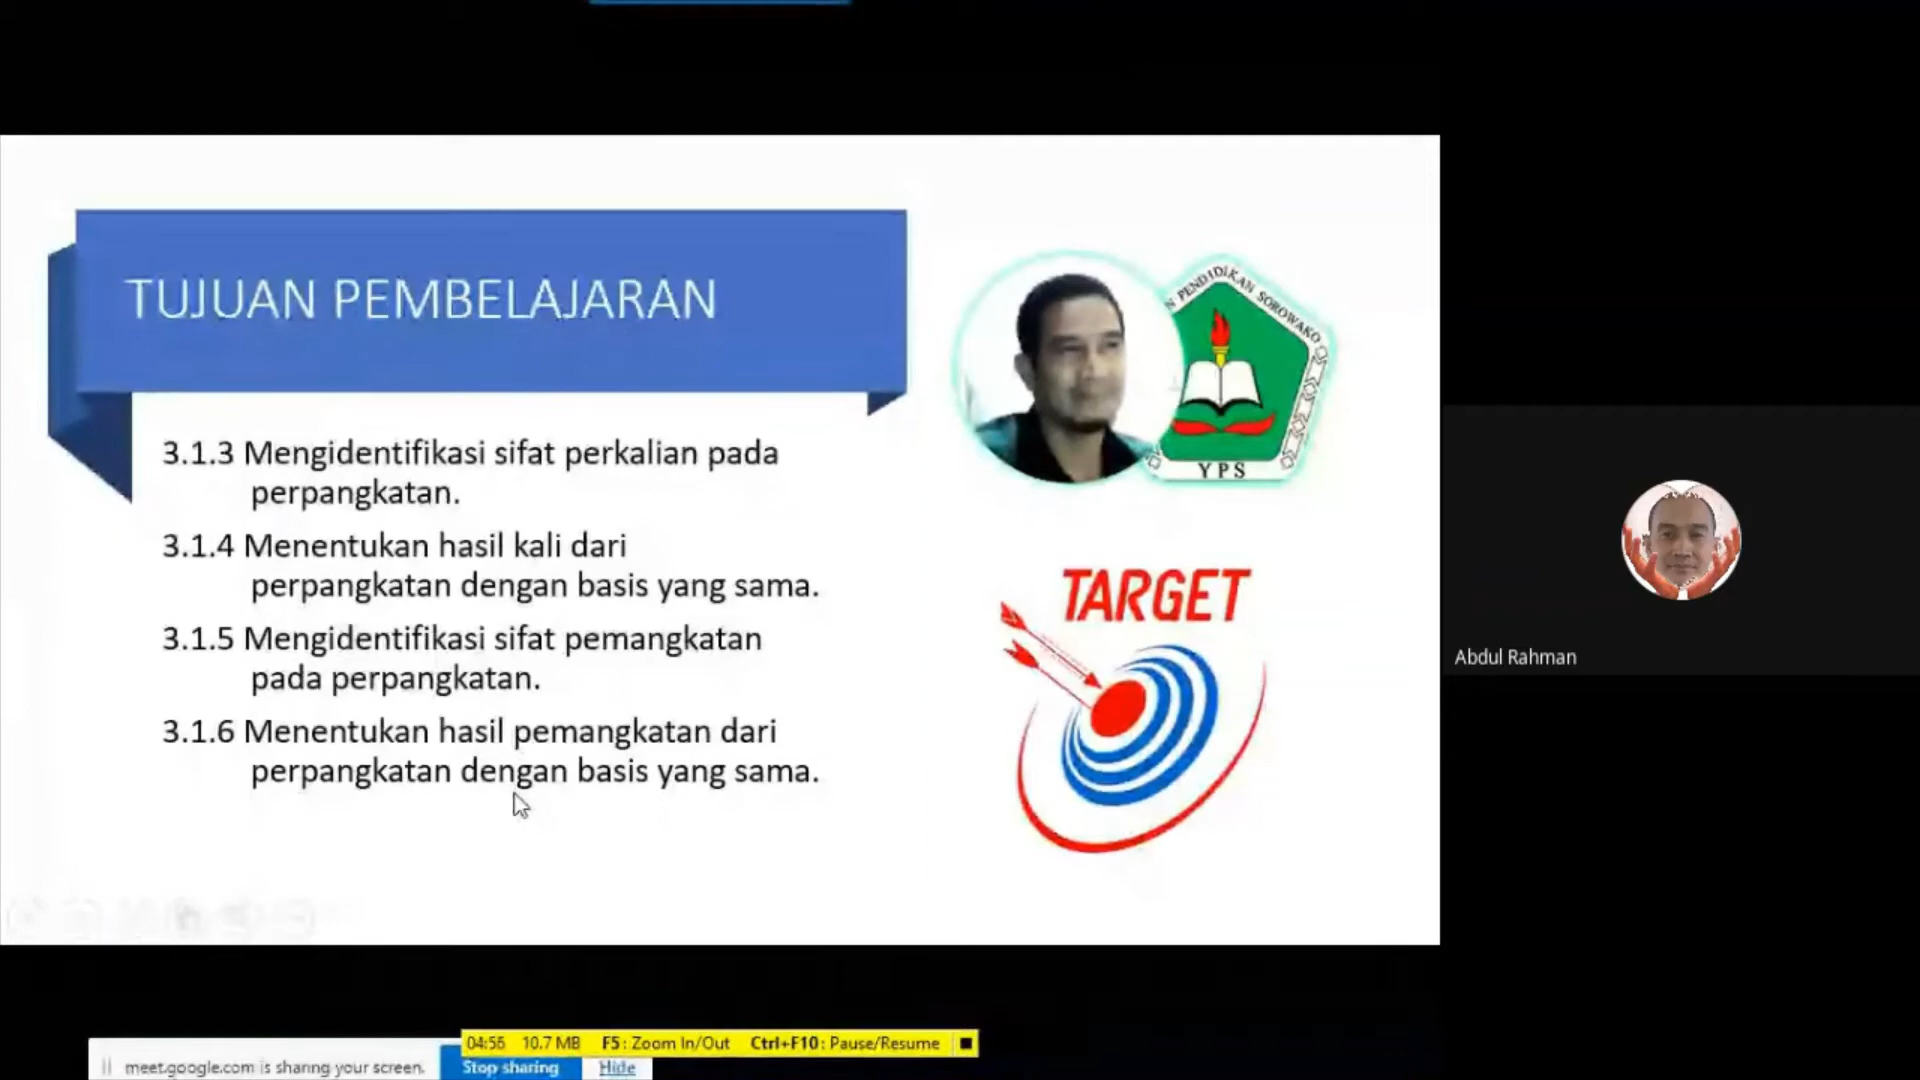 TUJUAN PEMBELAJARAN
3.1.3 Mengidentifikasi sifat perkalian pada
perpangkatan.
3.1.4 Menentukan hasil kali dari
perpangkatan dengan basis yang sama.
3.1.5 Mengidentifikasi sifat pemangkatan
pada perpangkatan.
3.1.6 Menentukan hasil pemangkatan dari
perpangkatan dengan basis yang sama.
N PENDIDIKAN SOROWAKO
YPS
TARGET
Abdul Rahman
04:56 10.7 MB F5: Zoom In/Out Ctrl+F10: Pause/Resume
meet.google.com is sharing your screen. Stop sharing Hide